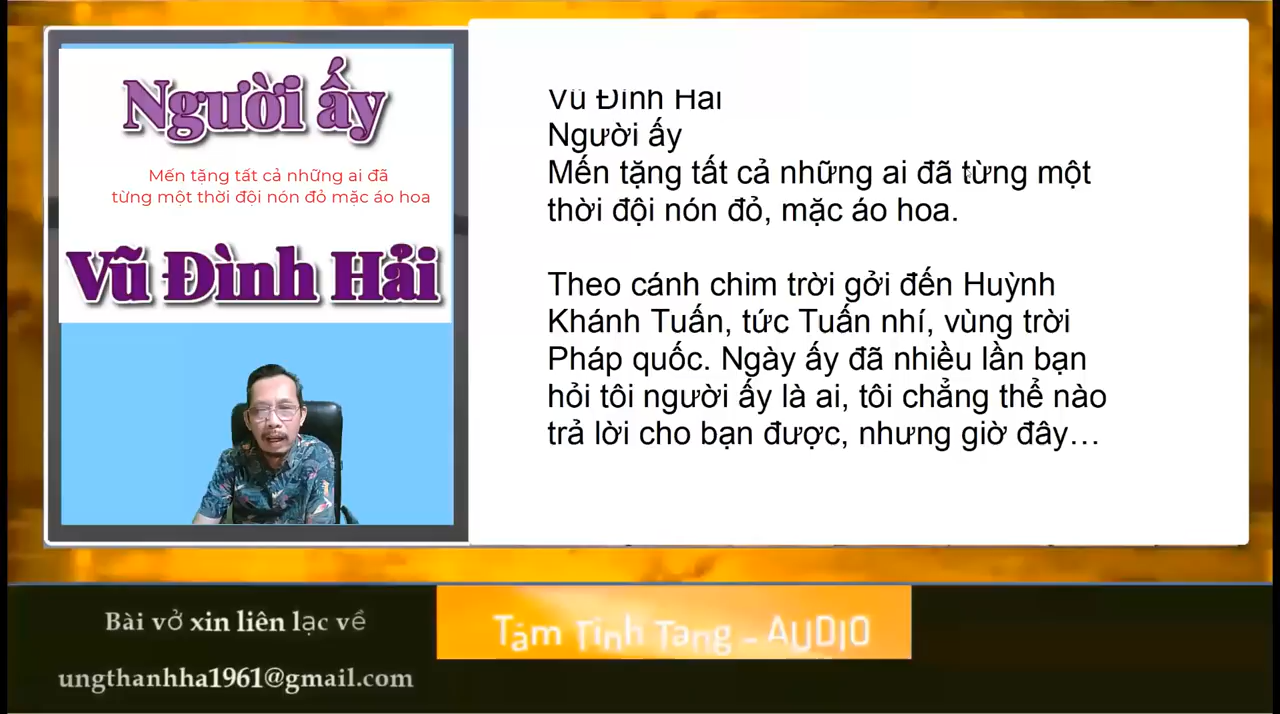 Người ấy
Mến tặng tất cả những ai đã
từng một thời đội nón đỏ mặc áo hoa
Vũ Đình Hải
Vũ Đình Hải
Người ấy
Mến tặng tất cả những ai đã từng một
thời đội nón đỏ, mặc áo hoa.
Theo cánh chim trời gởi đến Huỳnh
Khánh Tuấn, tức Tuấn nhí, vùng trời
Pháp quốc. Ngày ấy đã nhiều lần bạn
hỏi tôi người ấy là ai, tôi chẳng thể nào
trả lời cho bạn được, nhưng giờ đây…
Bài vở xin liên lạc về
ungthanhha1961@gmail.com
Tâm Tình Tạng – AUDIO